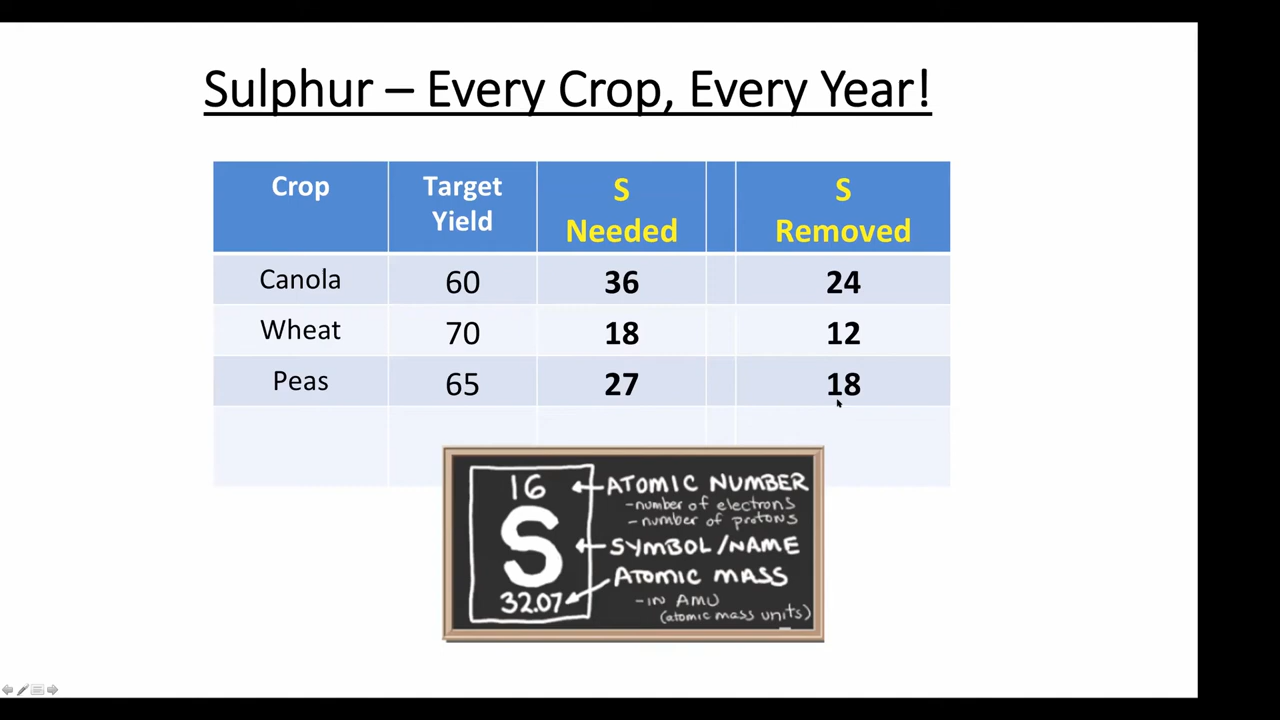 Sulphur – Every Crop, Every Year!
Crop Target Yield S Needed S Removed
Canola 60 36 24
Wheat 70 18 12
Peas 65 27 18
16 ATOMIC NUMBER
-number of electrons
-number of protons
S SYMBOL/NAME
ATOMIC MASS
32.07 -IN AMU
(atomic mass units)